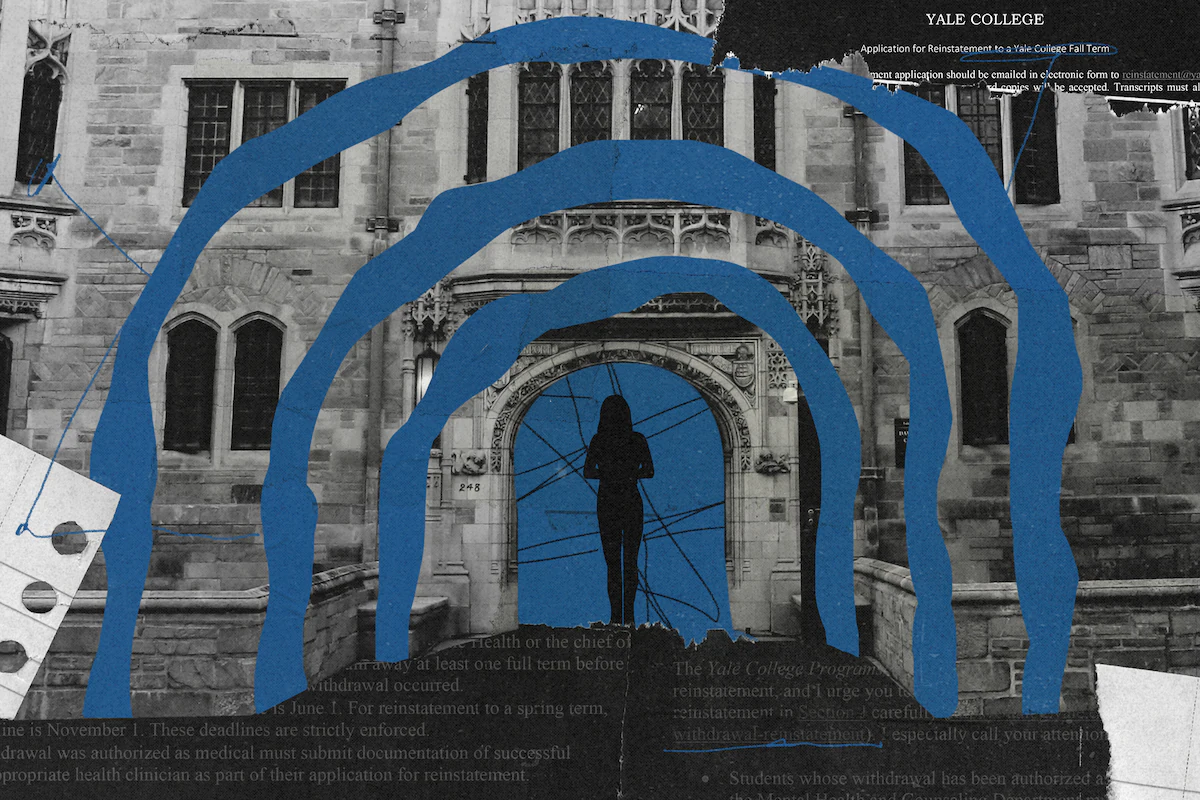 YALE COLLEGE
Application for Reinstatement to a Yale College Fall Term
ment application should be emailed in electronic form to reinstatement@
copies will be accepted. Transcripts must
248
Health or the chief of
away at least one full term before
withdrawal occurred.
is June 1. For reinstatement to a spring term,
ine is November 1. These deadlines are strictly enforced.
drawal was authorized as medical must submit documentation of successful
propriate health clinician as part of their application for reinstatement.
The Yale College Programs
reinstatement, and I urge you to
reinstatement in Section J carefully
withdrawal-reinstatement). I especially call your attention
• Students whose withdrawal has been authorized
the Mental Health and Counseling Department